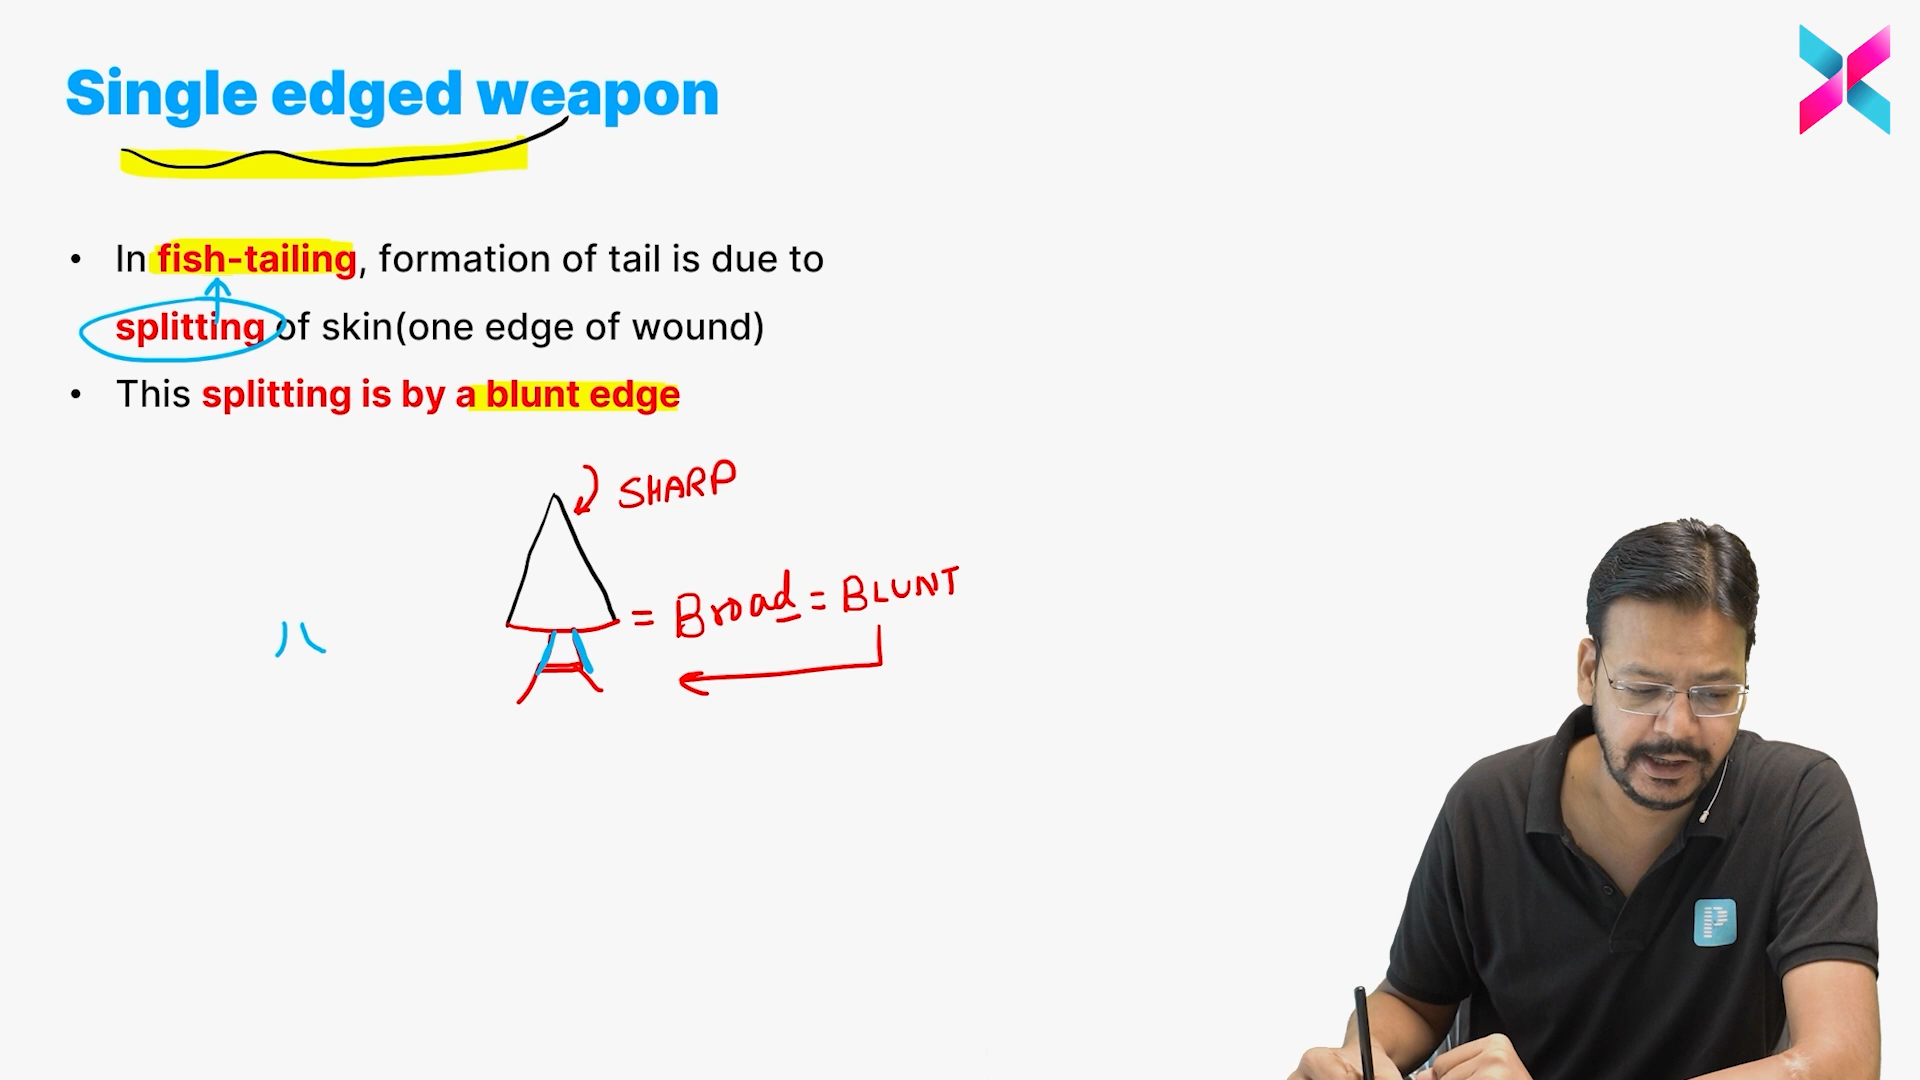 Single edged weapon
• In fish-tailing, formation of tail is due to
splitting of skin(one edge of wound)
• This splitting is by a blunt edge
SHARP
= Broad = BLUNT
P